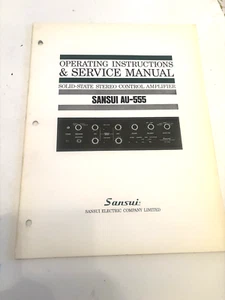 OPERATING INSTRUCTIONS
& SERVICE MANUAL
SOLID-STATE STEREO CONTROL AMPLIFIER
SANSUI AU-555
Sansui
SANSUI ELECTRIC COMPANY LIMITED